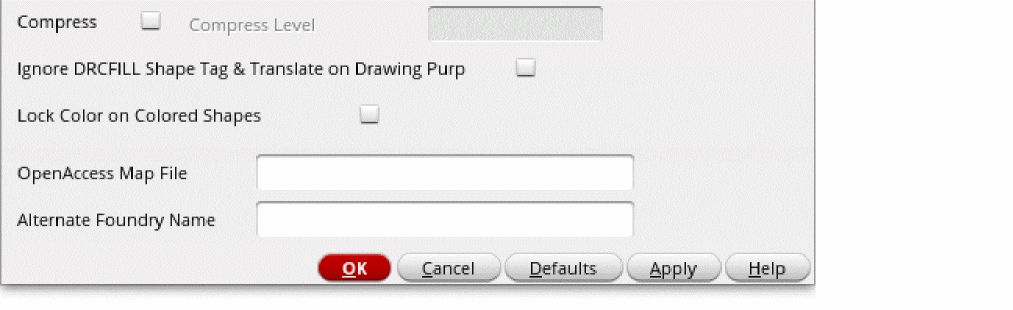 Compress Compress Level
Ignore DRCFILL Shape Tag & Translate on Drawing Purp
Lock Color on Colored Shapes
OpenAccess Map File
Alternate Foundry Name
OK Cancel Defaults Apply Help